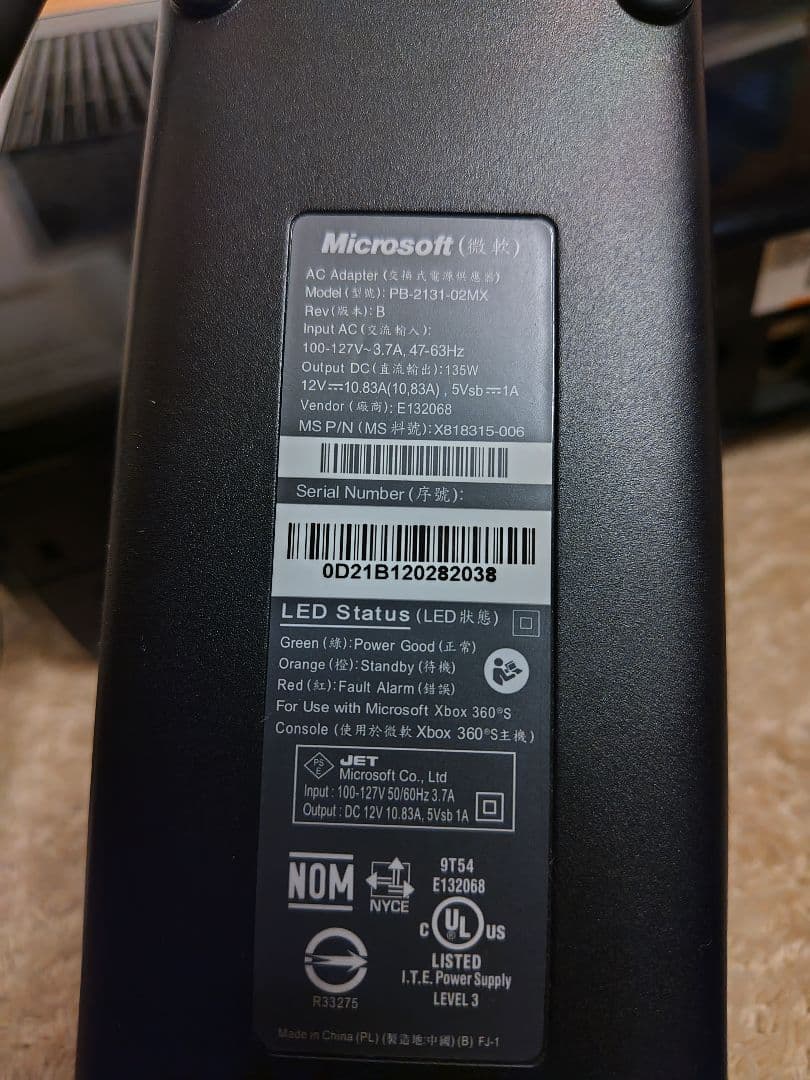 Microsoft (微軟)
AC Adapter (交換式電源供應器)
Model (型號): PB-2131-02MX
Rev (版本): B
Input AC (交流輸入):
100-127V~ 3.7A, 47-63Hz
Output DC (直流輸出):135W
12V⎓10.83A(10,83A) , 5Vsb⎓1A
Vendor (廠商): E132068
MS P/N (MS 料號): X818315-006
Serial Number (序號):
0D21B120282038
LED Status (LED 狀態)
Green (綠): Power Good (正常)
Orange (橙): Standby (待機)
Red (紅): Fault Alarm (錯誤)
For Use with Microsoft Xbox 360®S
Console (使用於微軟 Xbox 360®S主機)
PS
E
JET
Microsoft Co., Ltd
Input : 100-127V 50/60Hz 3.7A
Output : DC 12V 10.83A, 5Vsb 1A
NOM
NYCE
9T54
E132068
c UL ® US
LISTED
I.T.E. Power Supply
LEVEL 3
R33275
Made in China (PL) (製造地:中國) (B) FJ-1